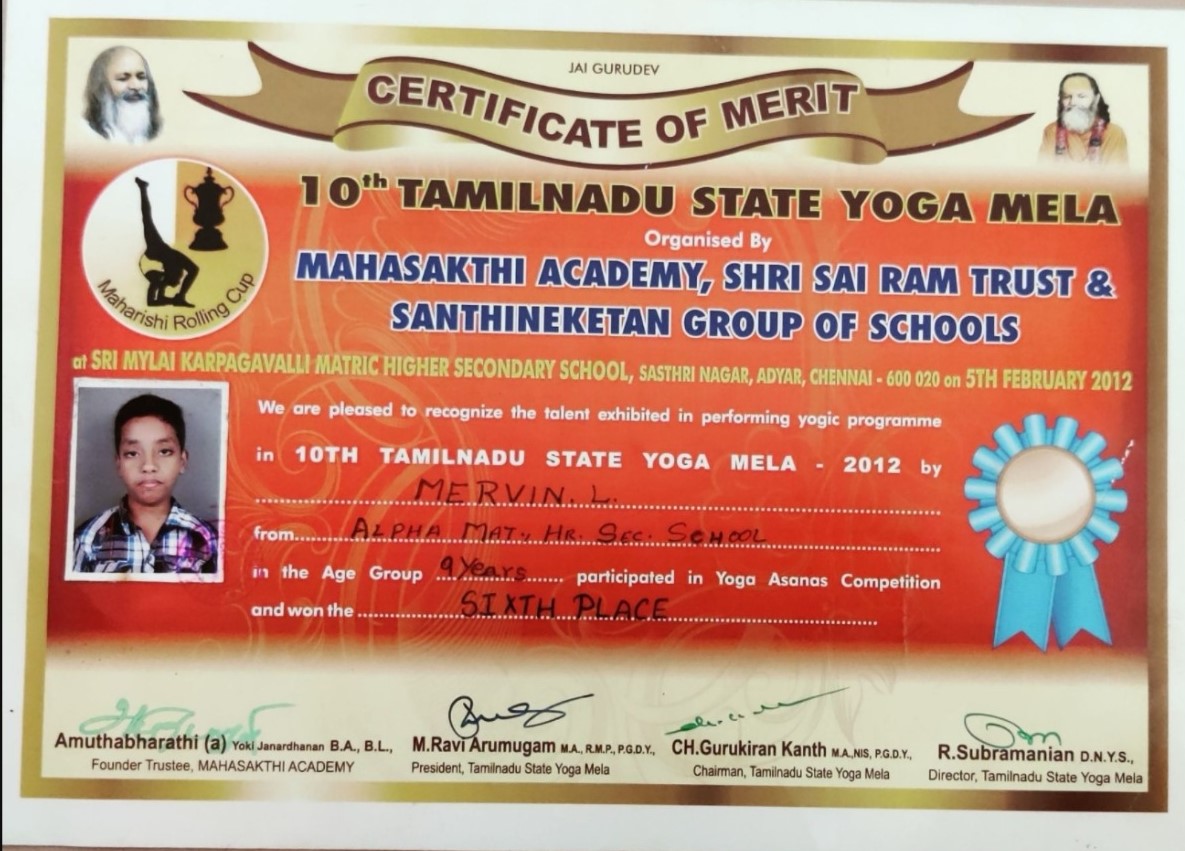 JAI GURUDEV
CERTIFICATE OF MERIT
10th TAMILNADU STATE YOGA MELA
Organised By
MAHASAKTHI ACADEMY, SHRI SAI RAM TRUST &
SANTHINEKETAN GROUP OF SCHOOLS
Maharishi Rolling Cup
at SRI MYLAI KARPAGAVALLI MATRIC HIGHER SECONDARY SCHOOL, SASTHRI NAGAR, ADYAR, CHENNAI - 600 020 on 5TH FEBRUARY 2012
We are pleased to recognize the talent exhibited in performing yogic programme
in 10TH TAMILNADU STATE YOGA MELA - 2012 by
MERVIN. L.
from ALPHA MAT., HR. SEC. SCHOOL
in the Age Group 9 Years participated in Yoga Asanas Competition
and won the SIXTH PLACE
Amuthabharathi (a) Yoki Janardhanan B.A., B.L.,
Founder Trustee, MAHASAKTHI ACADEMY
M.Ravi Arumugam M.A., R.M.P., P.G.D.Y.,
President, Tamilnadu State Yoga Mela
CH.Gurukiran Kanth M.A.,NIS, P.G.D.Y.,
Chairman, Tamilnadu State Yoga Mela
R.Subramanian D.N.Y.S.,
Director, Tamilnadu State Yoga Mela